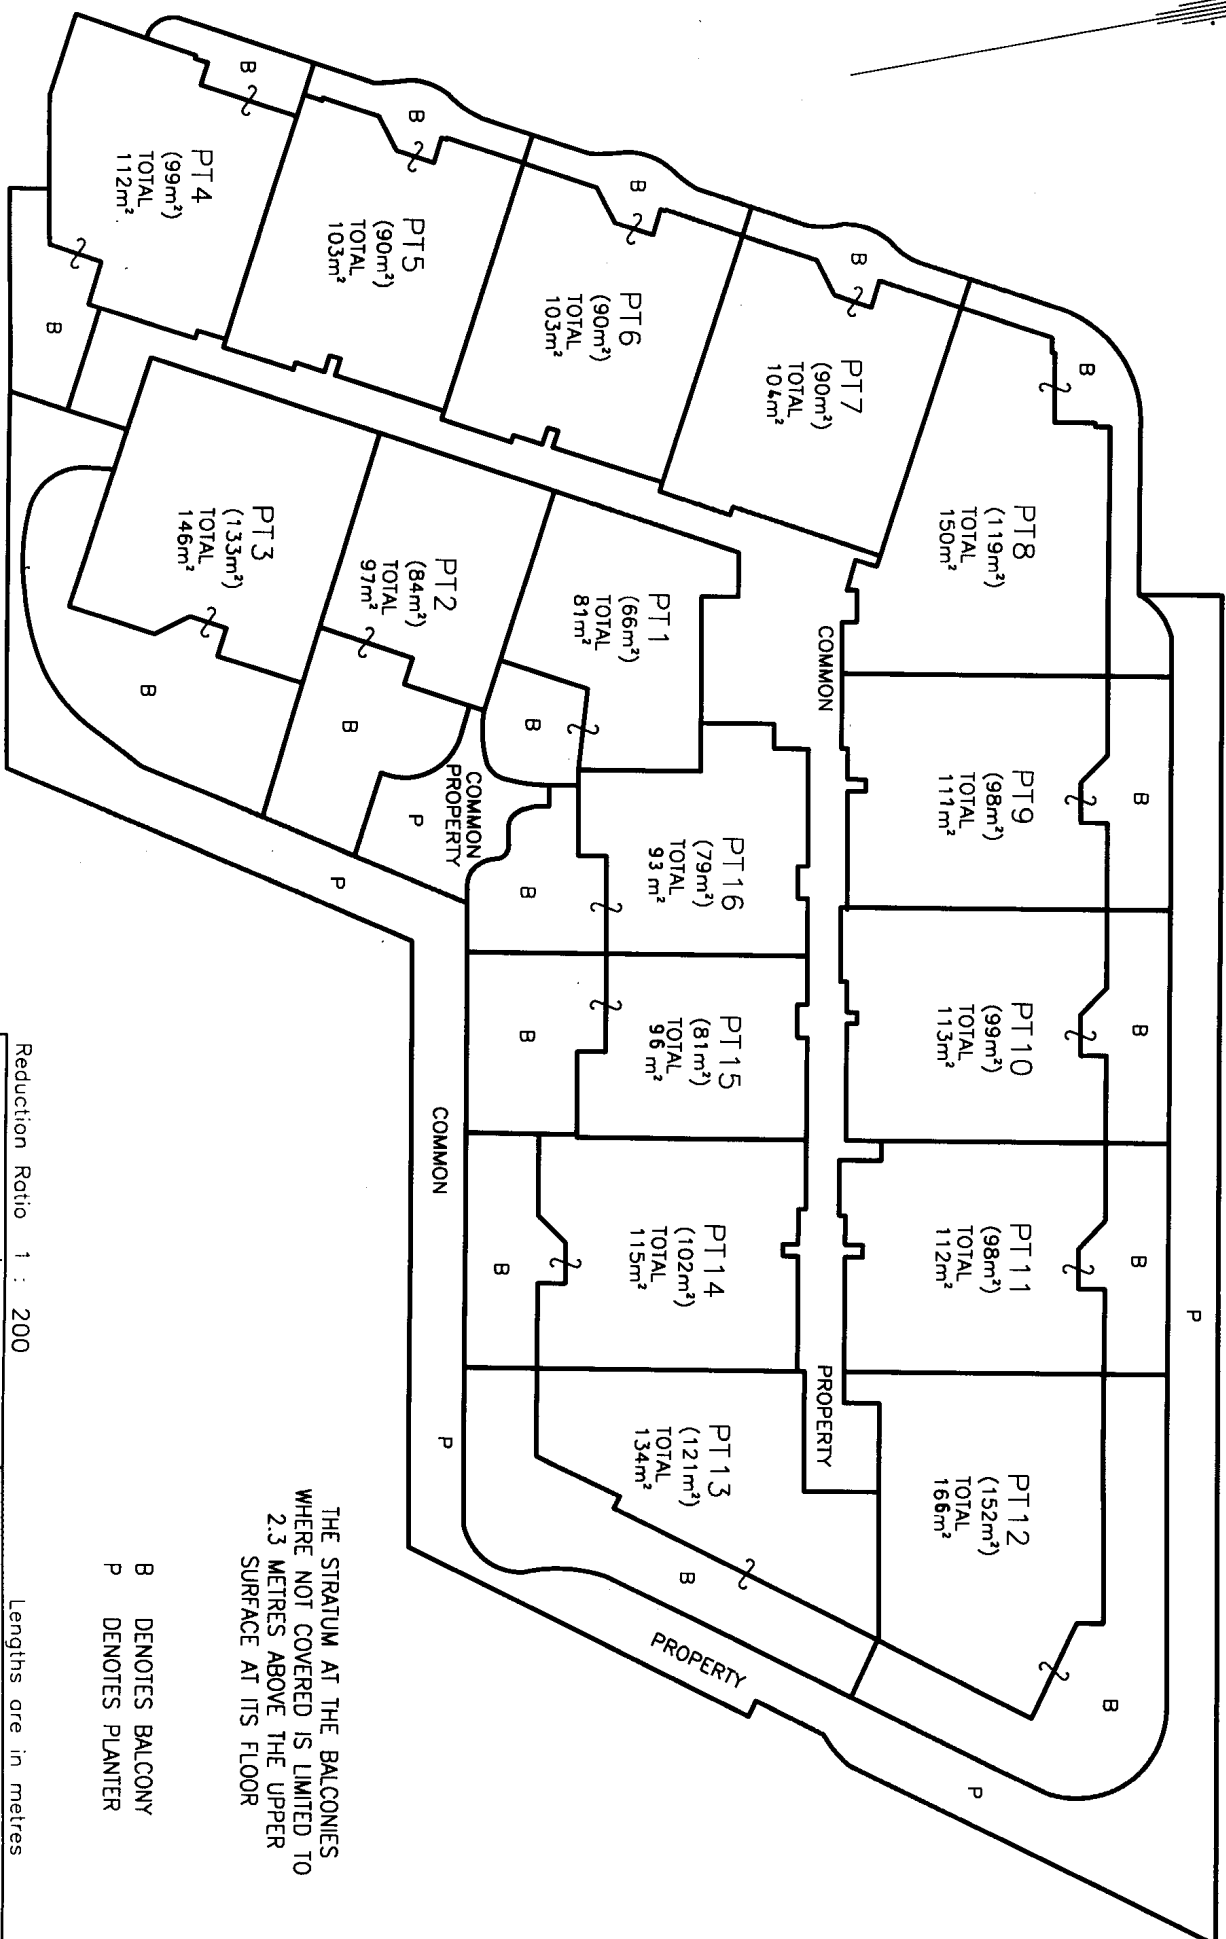 B
PT4
(99m²)
TOTAL
112m²
B
B
PT5
(90m²)
TOTAL
103m²
B
PT6
(90m²)
TOTAL
103m²
B
PT7
(90m²)
TOTAL
104m²
B
PT8
(119m²)
TOTAL
150m²
PT3
(133m²)
TOTAL
146m²
B
PT2
(84m²)
TOTAL
97m²
B
PT1
(66m²)
TOTAL
81m²
B
COMMON
PT9
(98m²)
TOTAL
111m²
B
PT10
(99m²)
TOTAL
113m²
B
PT11
(98m²)
TOTAL
112m²
B
P
PT12
(152m²)
TOTAL
166m²
B
PROPERTY
PT16
(79m²)
TOTAL
93 m²
B
COMMON
PROPERTY
P
P
PT15
(81m²)
TOTAL
96 m²
B
PT14
(102m²)
TOTAL
115m²
B
PT13
(121m²)
TOTAL
134m²
B
COMMON
P
PROPERTY
P
THE STRATUM AT THE BALCONIES
WHERE NOT COVERED IS LIMITED TO
2.3 METRES ABOVE THE UPPER
SURFACE AT ITS FLOOR
B DENOTES BALCONY
P DENOTES PLANTER
Reduction Ratio 1 : 200
Lengths are in metres